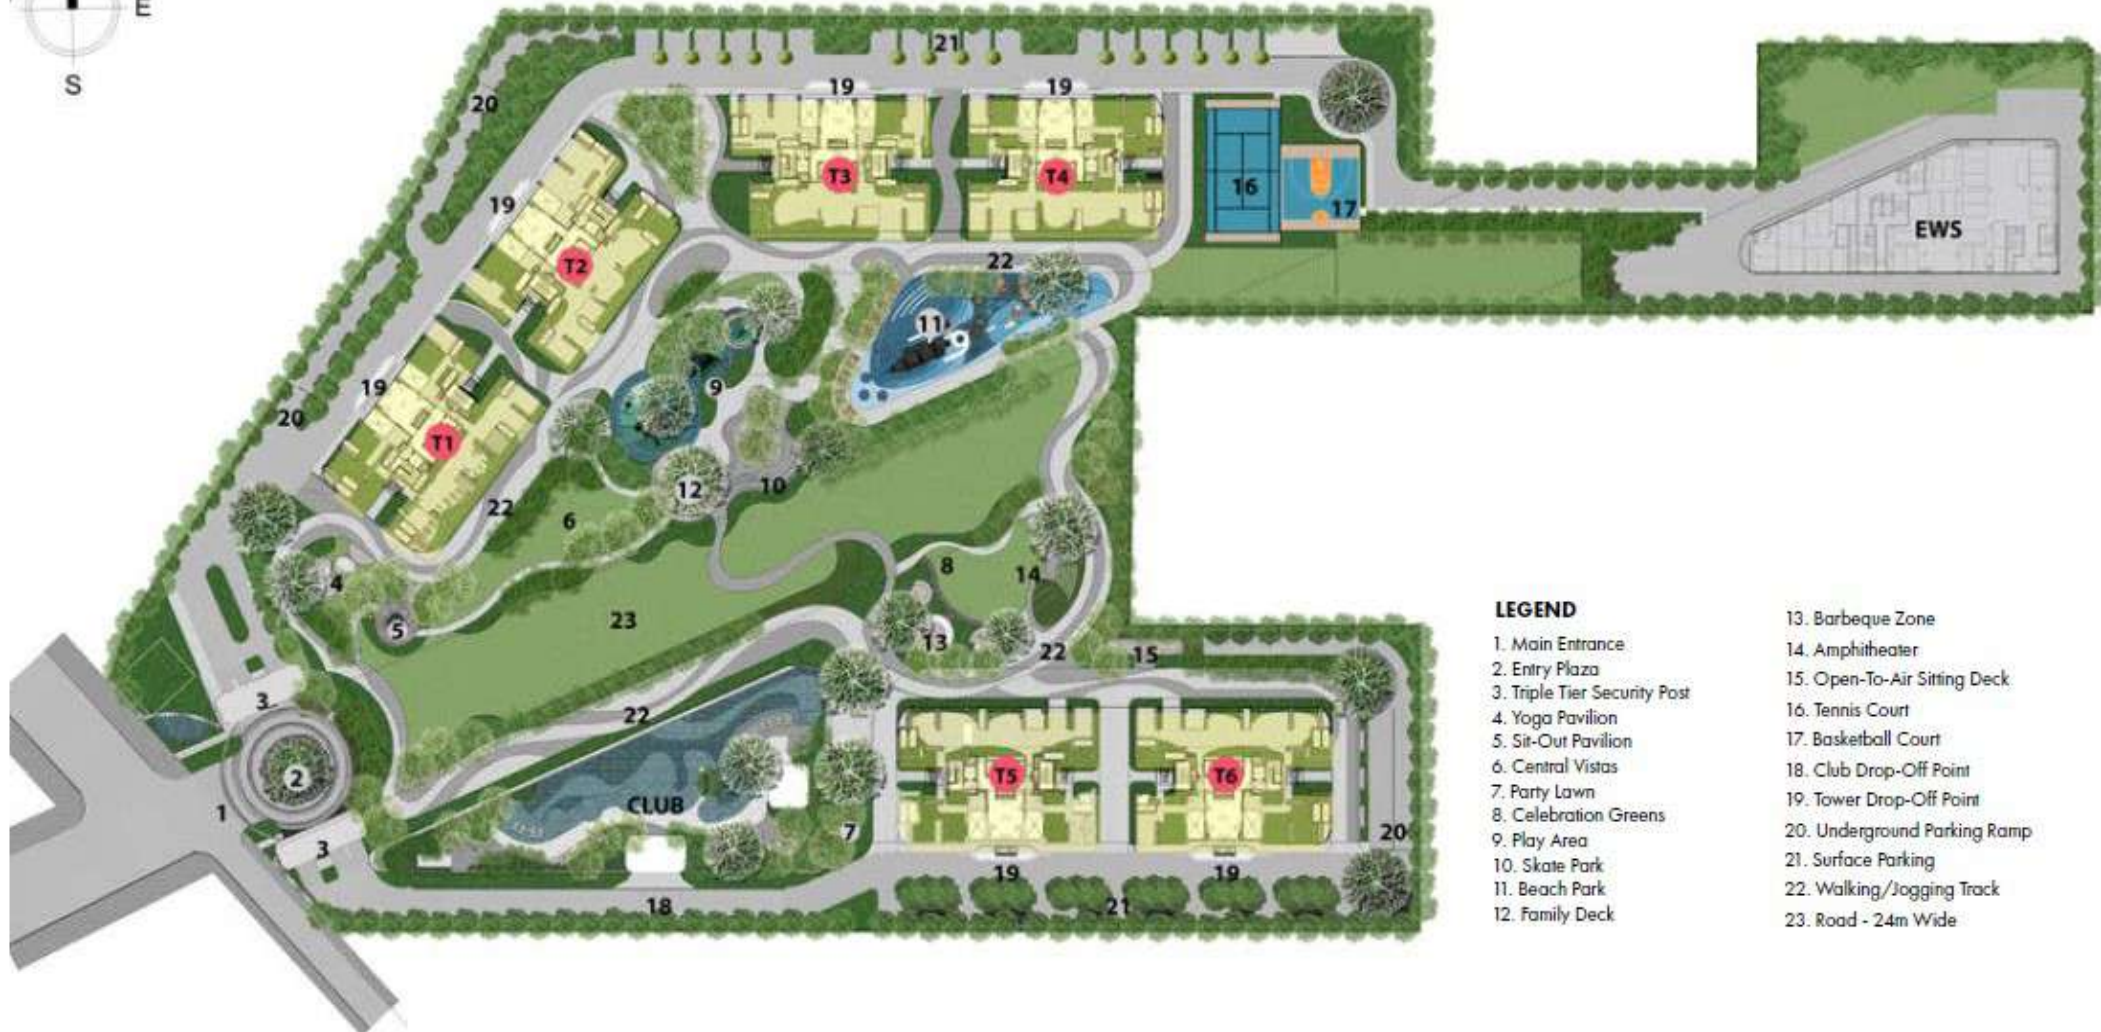 E
S
21
20
19
19
T3
T4
16
17
19
T2
EWS
22
11
19
9
20
T1
12
10
22
6
8
14
4
23
5
13
22
15
3
22
2
T5
T6
CLUB
1
7
20
3
19
19
18
21
LEGEND
1. Main Entrance
2. Entry Plaza
3. Triple Tier Security Post
4. Yoga Pavilion
5. Sit-Out Pavilion
6. Central Vistas
7. Party Lawn
8. Celebration Greens
9. Play Area
10. Skate Park
11. Beach Park
12. Family Deck
13. Barbeque Zone
14. Amphitheater
15. Open-To-Air Sitting Deck
16. Tennis Court
17. Basketball Court
18. Club Drop-Off Point
19. Tower Drop-Off Point
20. Underground Parking Ramp
21. Surface Parking
22. Walking/Jogging Track
23. Road - 24m Wide